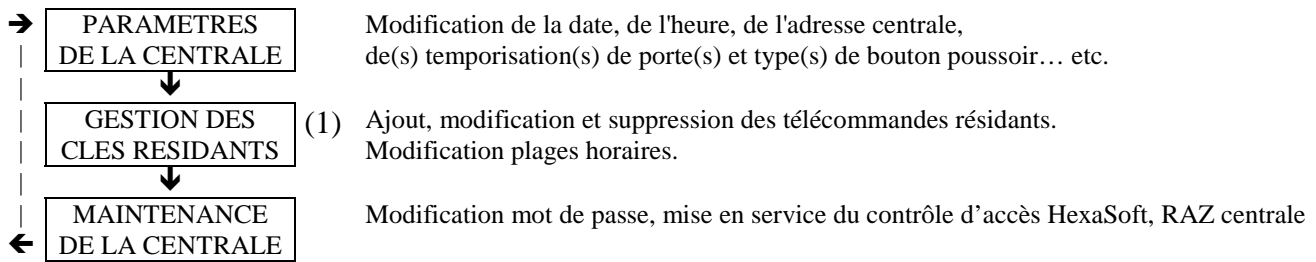 PARAMETRES
DE LA CENTRALE
Modification de la date, de l'heure, de l'adresse centrale,
de(s) temporisation(s) de porte(s) et type(s) de bouton poussoir… etc.
GESTION DES
CLES RESIDANTS
(1)
Ajout, modification et suppression des télécommandes résidants.
Modification plages horaires.
MAINTENANCE
DE LA CENTRALE
Modification mot de passe, mise en service du contrôle d’accès HexaSoft, RAZ centrale